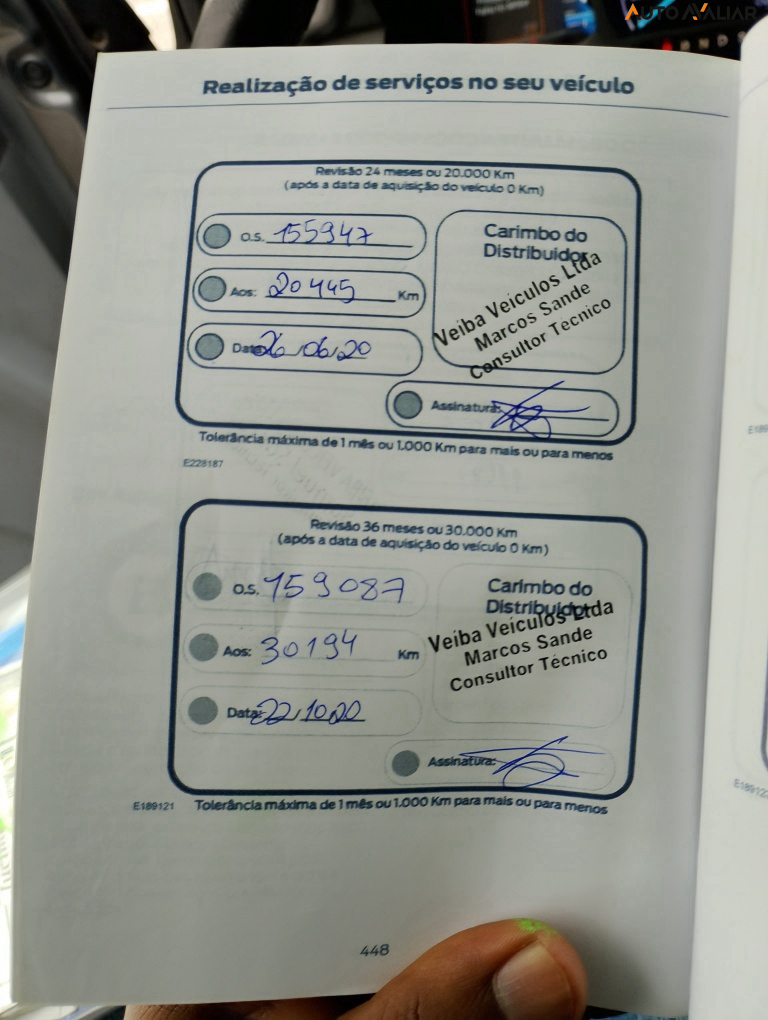 AUTO AVALIAR
N D
Realização de serviços no seu veículo
Revisão 24 meses ou 20.000 Km
(após a data de aquisição do veículo 0 Km)
O.S. 155947
Aos: 20445 Km
Data: 26/06/20
Carimbo do
Distribuidor
Veiba Veiculos Ltda
Marcos Sande
Consultor Tecnico
Assinatura:
Tolerância máxima de 1 mês ou 1.000 Km para mais ou para menos
E228187
Revisão 36 meses ou 30.000 Km
(após a data de aquisição do veículo 0 Km)
O.S. 159087
Aos: 30194 Km
Data: 22/10/20
Carimbo do
Distribuidor
Veiba Veículos Ltda
Marcos Sande
Consultor Técnico
Assinatura:
E189121 Tolerância máxima de 1 mês ou 1.000 Km para mais ou para menos
448